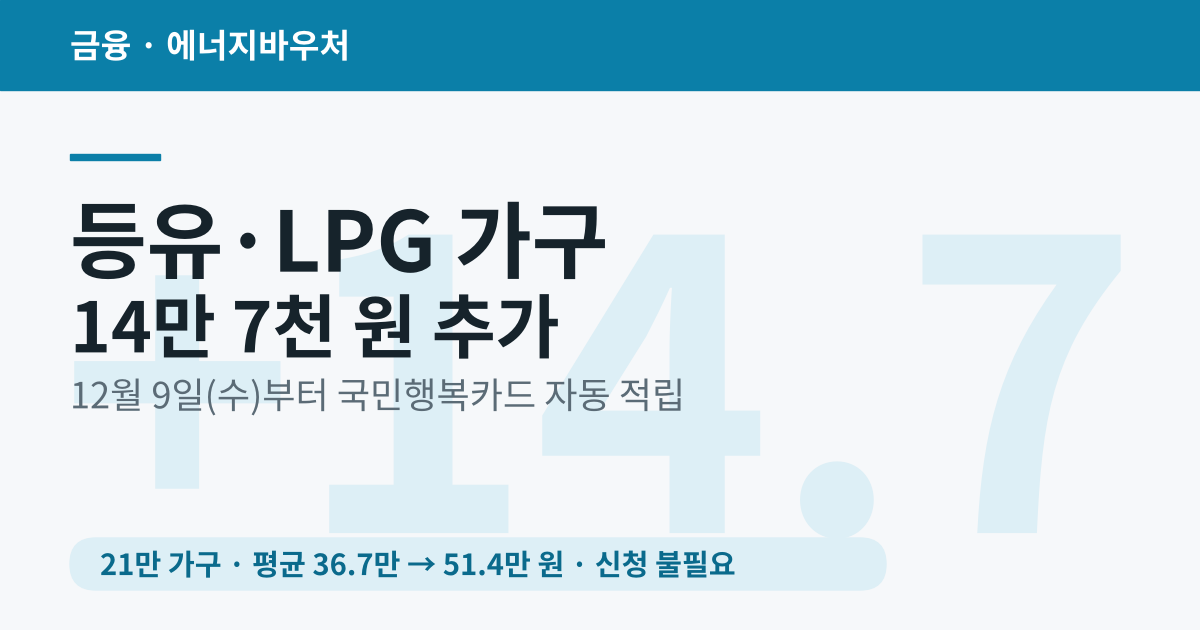 금융 · 에너지바우처
등유·LPG 가구
14만 7천 원 추가
12월 9일(수)부터 국민행복카드 자동 적립
+14.7
21만 가구 · 평균 36.7만 → 51.4만 원 · 신청 불필요